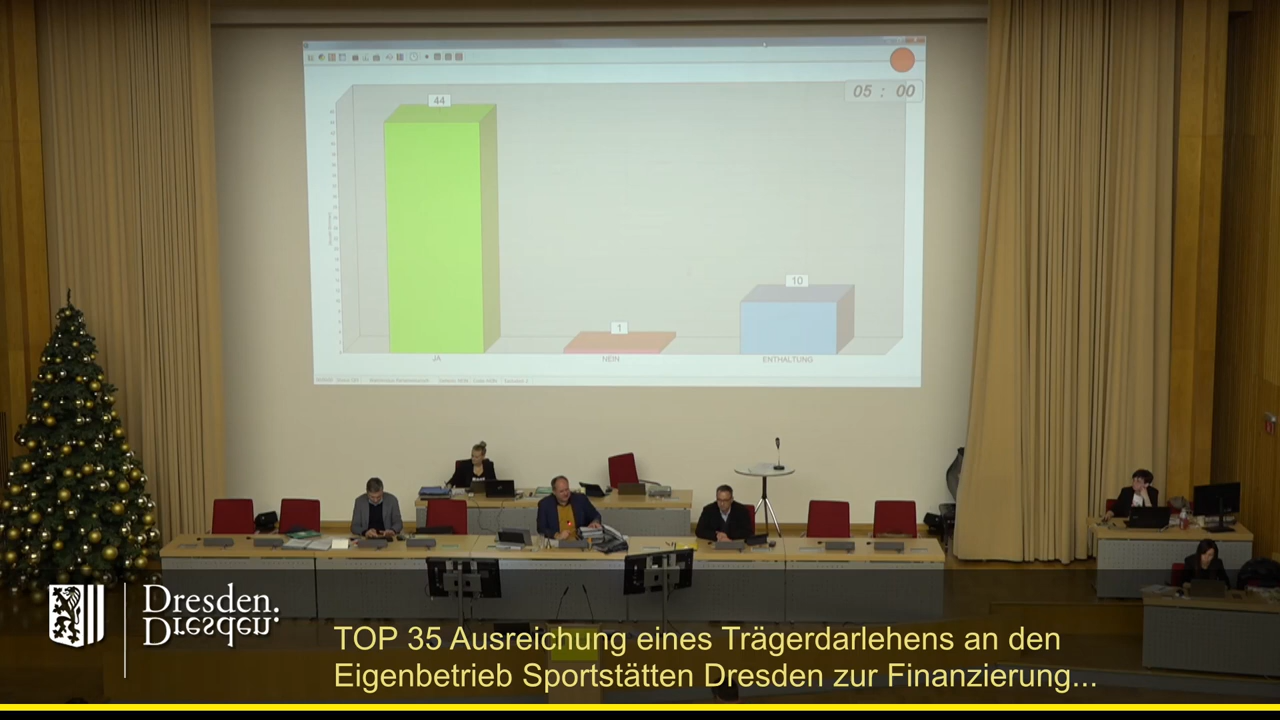 05 : 00
44
1
10
JA
NEIN
ENTHALTUNG
Dresden.
Dresden.
TOP 35 Ausreichung eines Trägerdarlehens an den
Eigenbetrieb Sportstätten Dresden zur Finanzierung...